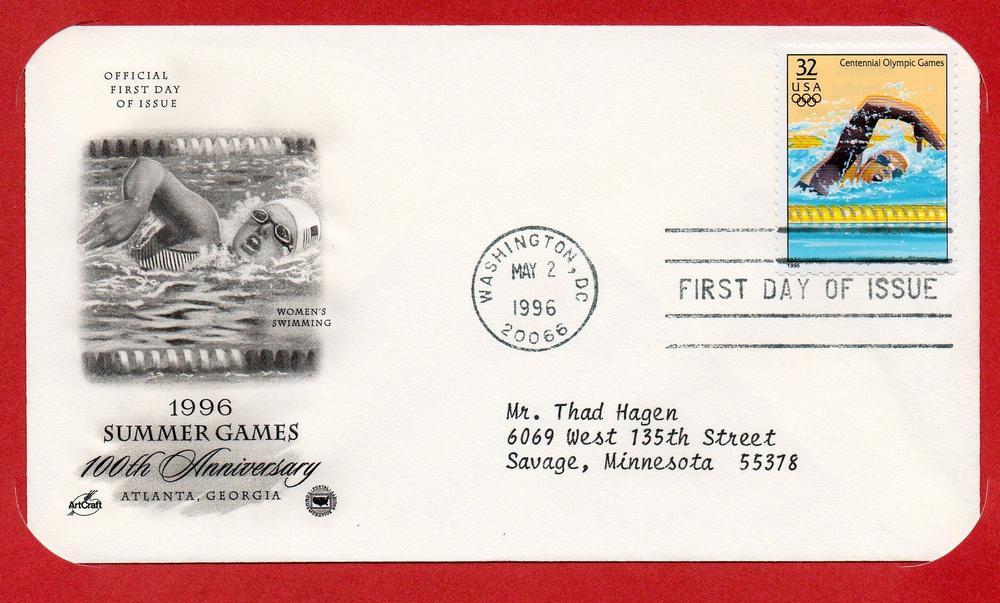 OFFICIAL
FIRST DAY
OF ISSUE
WOMEN'S
SWIMMING
1996
SUMMER GAMES
100th Anniversary
ATLANTA, GEORGIA
ArtCraft
32
USA
Centennial Olympic Games
1996
WASHINGTON, DC
MAY 2
1996
20066
FIRST DAY OF ISSUE
Mr. Thad Hagen
6069 West 135th Street
Savage, Minnesota 55378